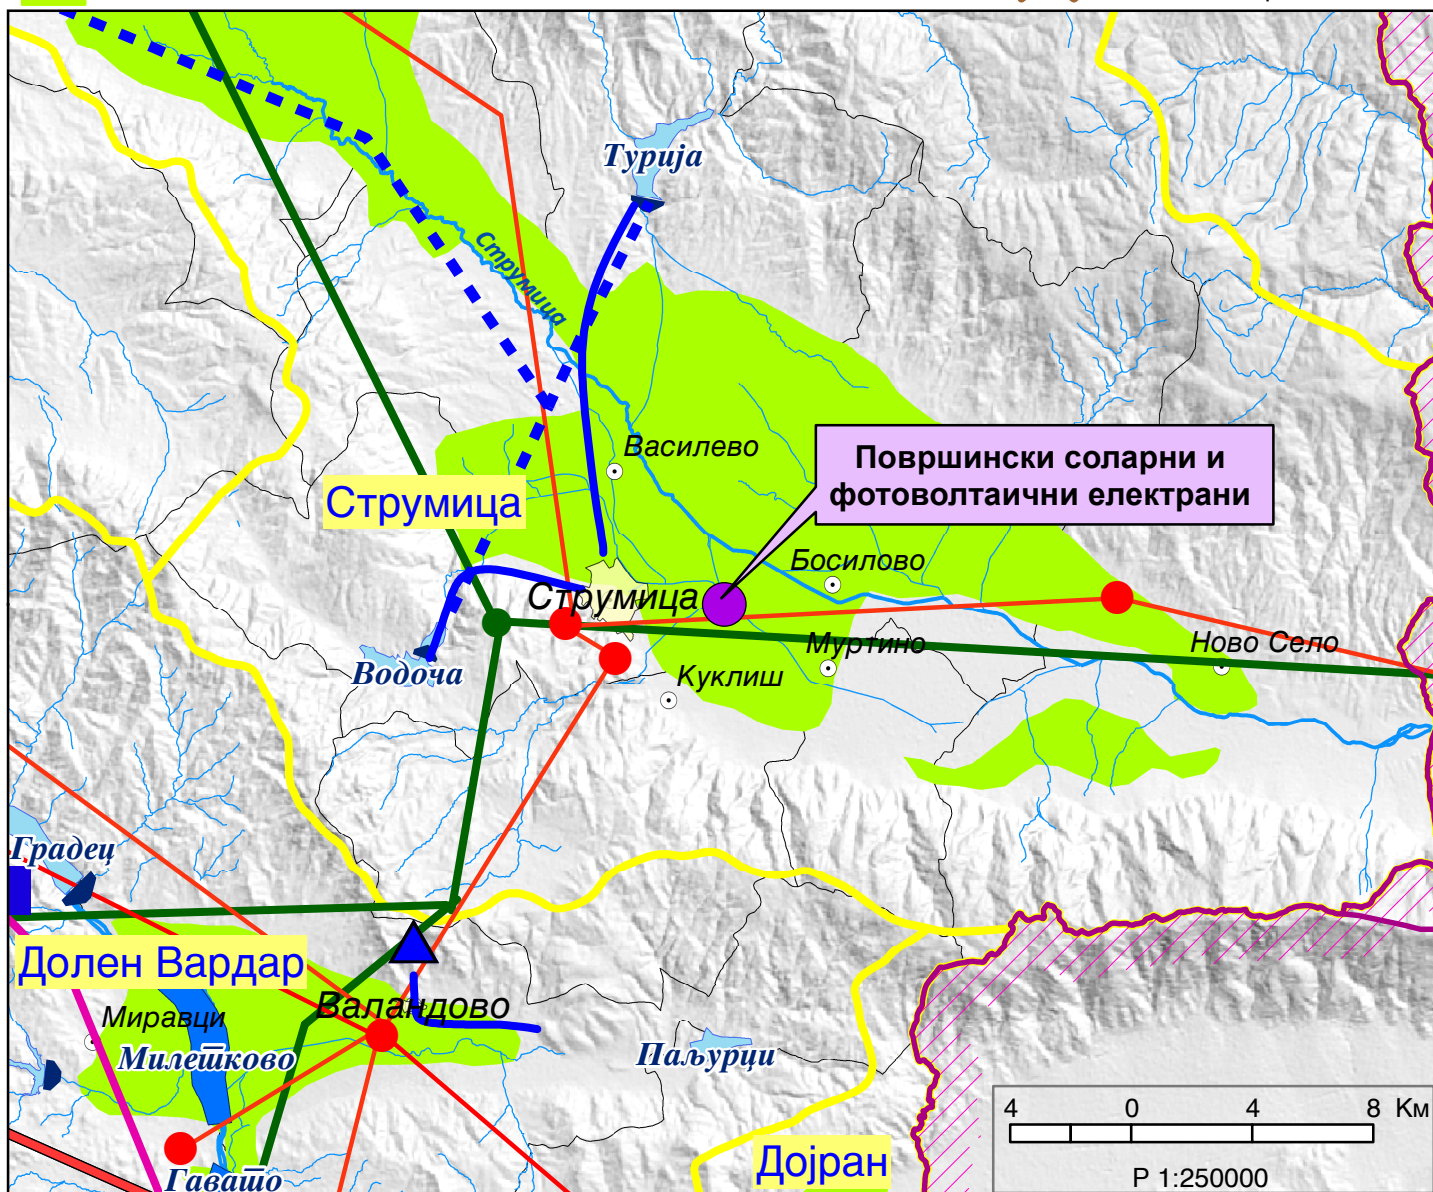 Турија
Струмица
Василево
Површински соларни и
фотоволтаични електрани
Струмица
Босилово
Струмица
Муртино
Ново Село
Водоча
Куклиш
Градец
Долен Вардар
Валандово
Миравци
Милешково
Паљурци
4 0 4 8 Км
Р 1:250000
Дојран
Гавато